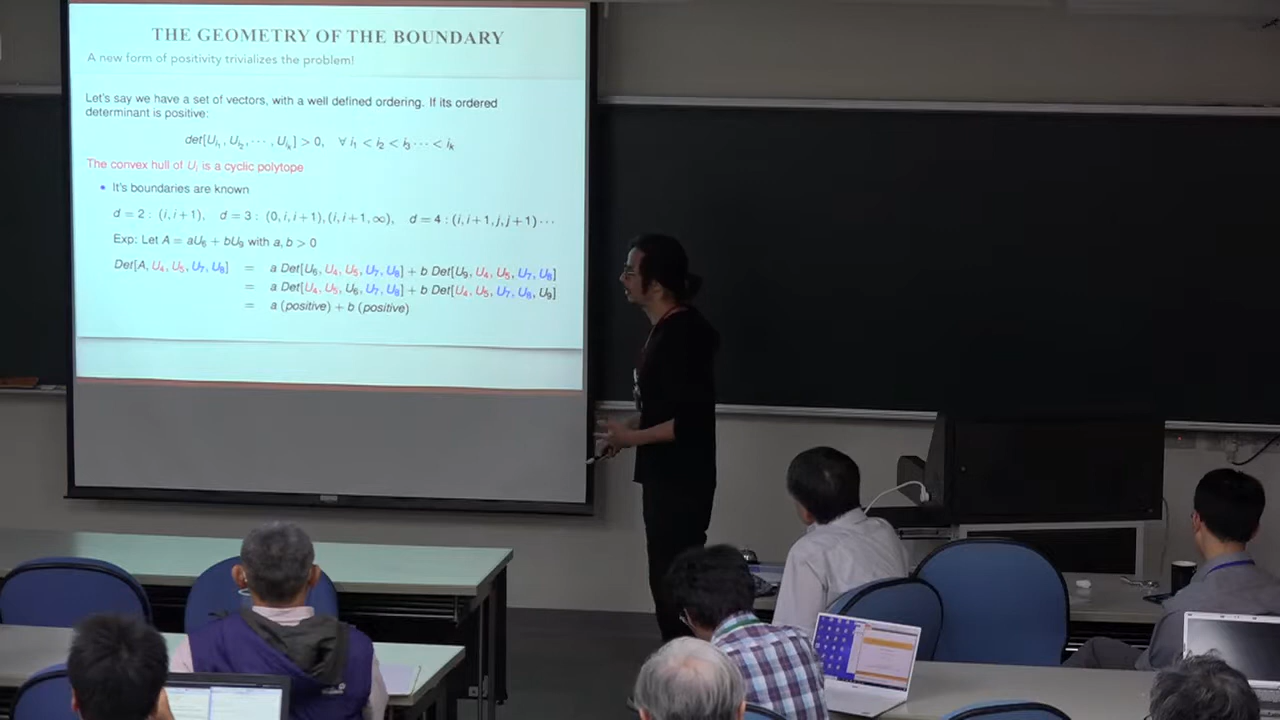 THE GEOMETRY OF THE BOUNDARY
A new form of positivity trivializes the problem!
Let's say we have a set of vectors, with a well defined ordering. If its ordered
determinant is positive:
det[U_{i_1}, U_{i_2}, ⋯ , U_{i_k}] > 0, ∀ i_1 < i_2 < i_3 ⋯ < i_k
The convex hull of U_i is a cyclic polytope
• It's boundaries are known
d = 2 : (i, i+1), d = 3 : (0, i, i+1), (i, i+1, ∞), d = 4 : (i, i+1, j, j+1) ⋯
Exp: Let A = aU_6 + bU_9 with a, b > 0
Det[A, U_4, U_5, U_7, U_8] = a Det[U_6, U_4, U_5, U_7, U_8] + b Det[U_9, U_4, U_5, U_7, U_8]
= a Det[U_4, U_5, U_6, U_7, U_8] + b Det[U_4, U_5, U_7, U_8, U_9]
= a (positive) + b (positive)